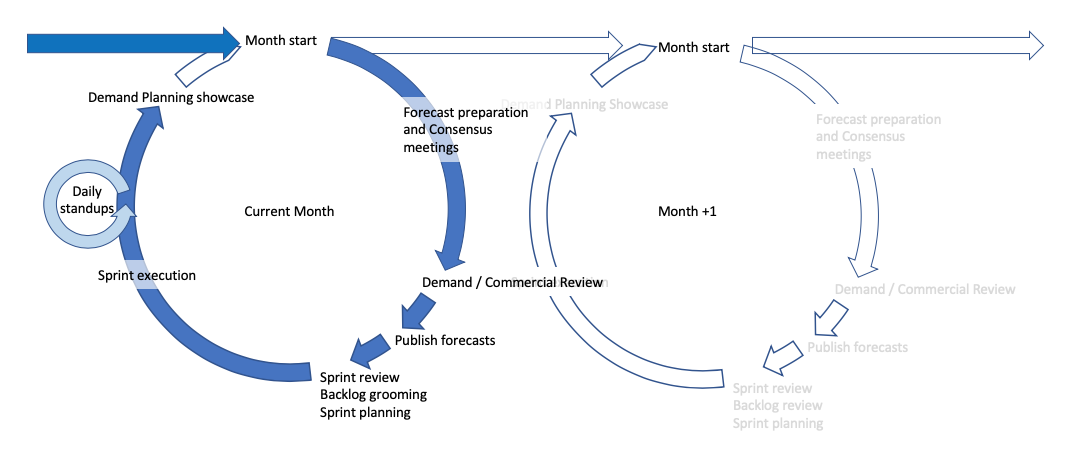 Month start
Demand Planning showcase
Forecast preparation
and Consensus
meetings
Daily
standups
Current Month
Sprint execution
Demand / Commercial Review
Publish forecasts
Sprint review
Backlog grooming
Sprint planning
Month start
Demand Planning Showcase
Forecast preparation
and Consensus
meetings
Month +1
Demand / Commercial Review
Publish forecasts
Sprint review
Backlog review
Sprint planning